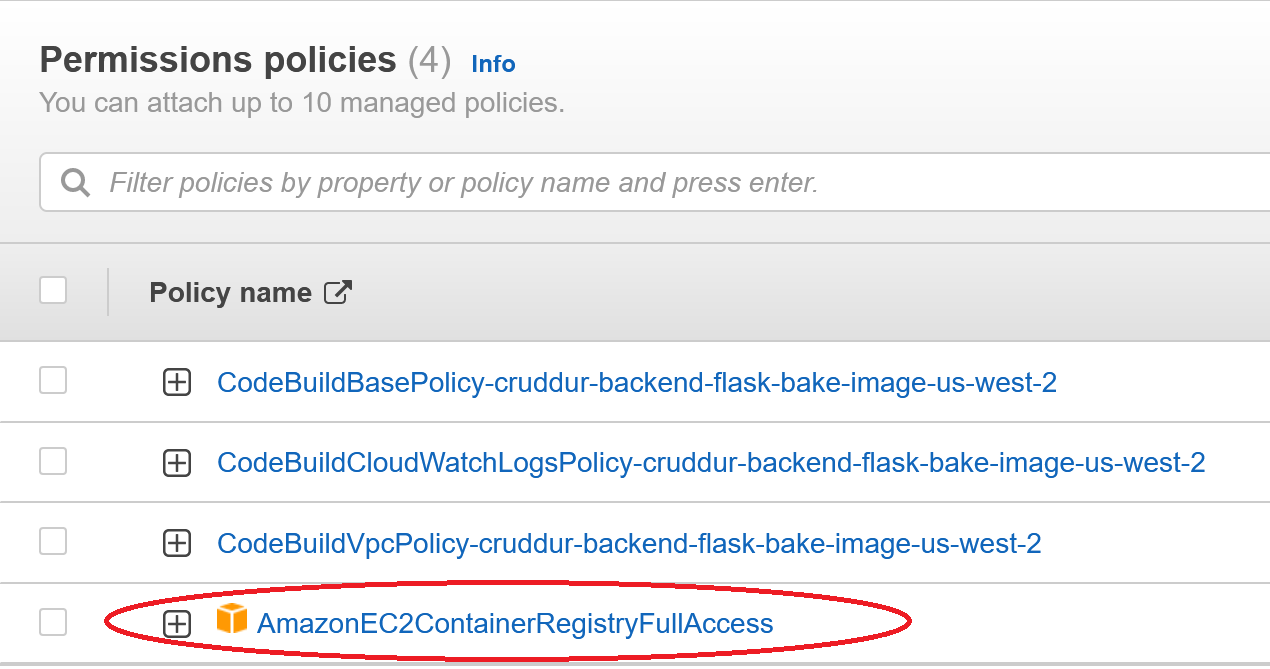 Permissions policies (4) Info
You can attach up to 10 managed policies.
Filter policies by property or policy name and press enter.
Policy name
CodeBuildBasePolicy-cruddur-backend-flask-bake-image-us-west-2
CodeBuildCloudWatchLogsPolicy-cruddur-backend-flask-bake-image-us-west-2
CodeBuildVpcPolicy-cruddur-backend-flask-bake-image-us-west-2
AmazonEC2ContainerRegistryFullAccess